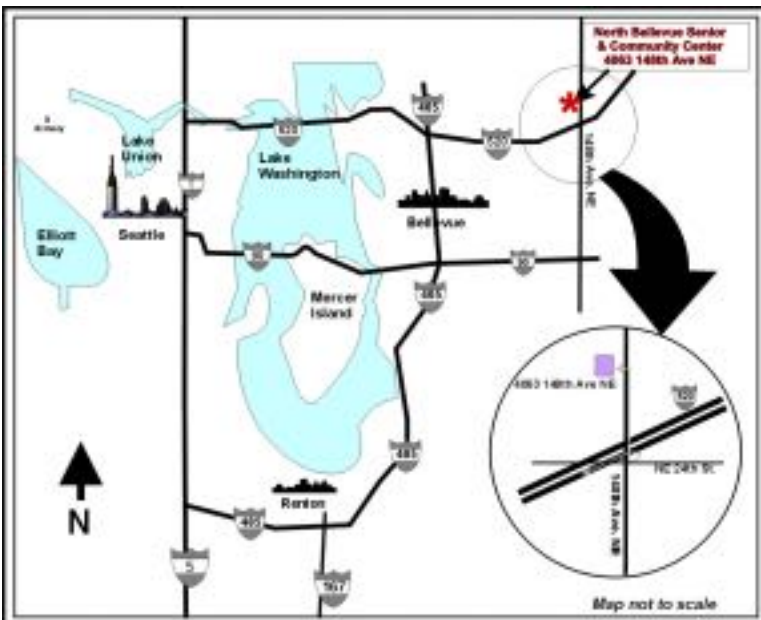 North Bellevue Senior
& Community Center
4063 148th Ave NE
405
520
520
Lake
Union
Lake
Washington
148th Ave, NE
5
Bellevue
Elliott
Bay
Seattle
90
90
Mercer
Island
405
4063 148th Ave NE
520
NE 24th St.
148th Ave, NE
405
Renton
405
N
5
167
Map not to scale